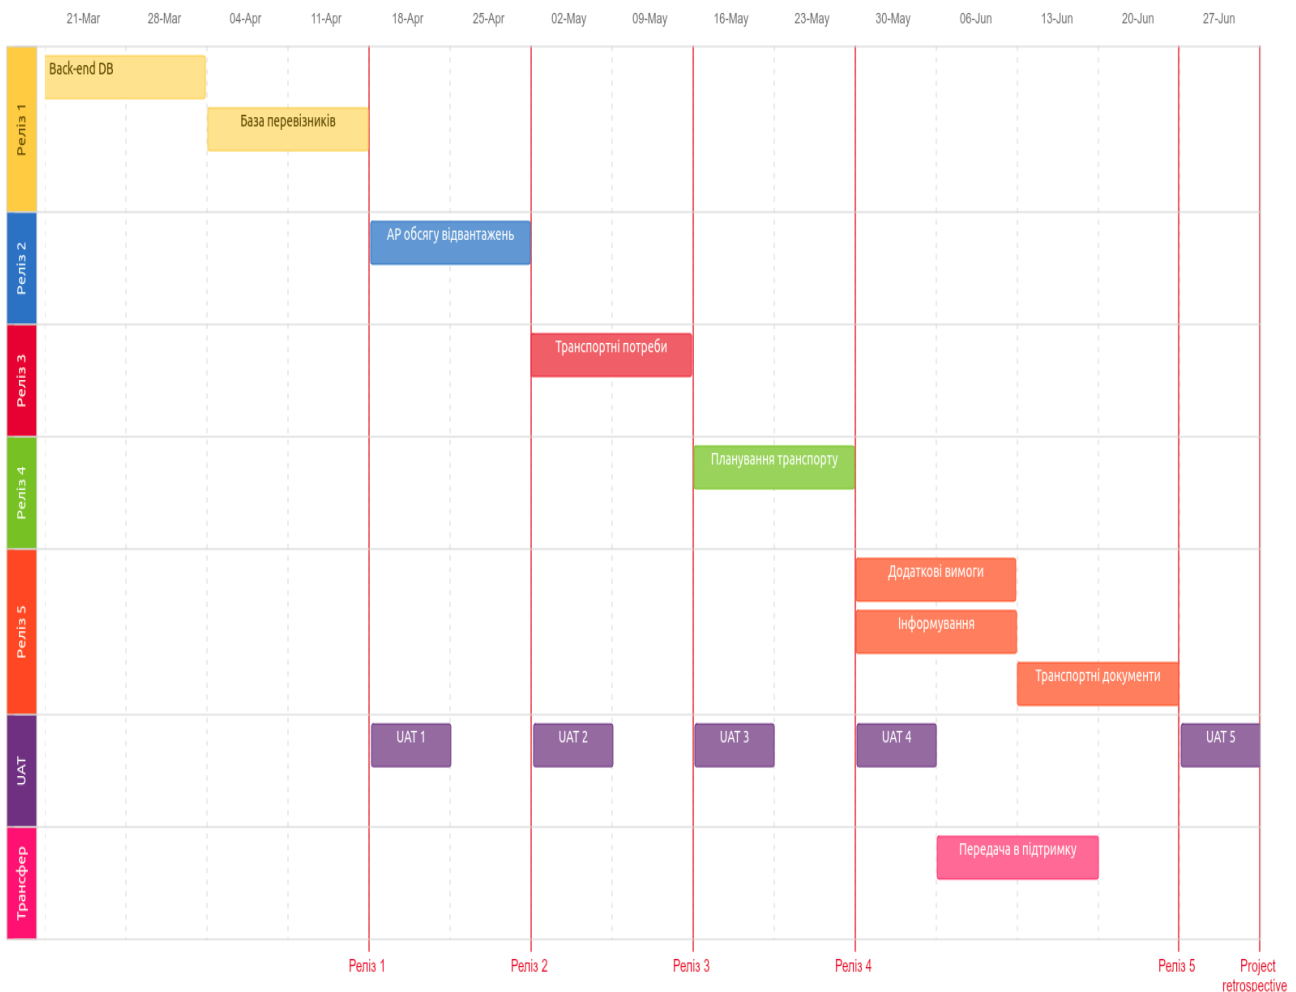 21-Mar 28-Mar 04-Apr 11-Apr 18-Apr 25-Apr 02-May 09-May 16-May 23-May 30-May 06-Jun 13-Jun 20-Jun 27-Jun
Реліз 1
Back-end DB
База перевізників
Реліз 2
АР обсягу відвантажень
Реліз 3
Транспортні потреби
Реліз 4
Планування транспорту
Реліз 5
Додаткові вимоги
Інформування
Транспортні документи
UAT
UAT 1 UAT 2 UAT 3 UAT 4 UAT 5
Трансфер
Передача в підтримку
Реліз 1 Реліз 2 Реліз 3 Реліз 4 Реліз 5 Project
retrospective